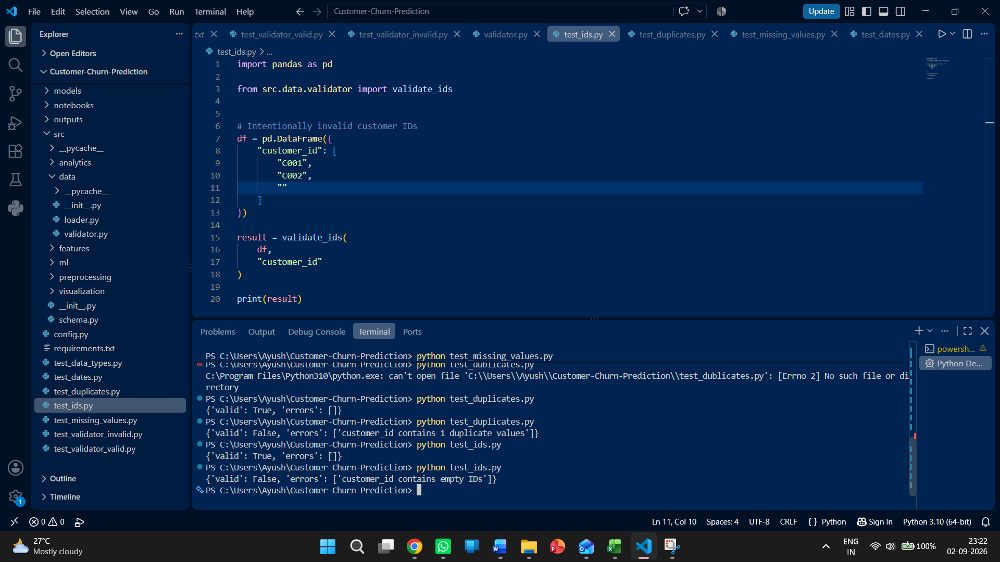 File Edit Selection View Go Run Terminal Help
Customer-Churn-Prediction
Update
Explorer
Open Editors
Customer-Churn-Prediction
models
notebooks
outputs
src
__pycache__
analytics
data
__pycache__
__init__.py
loader.py
validator.py
features
ml
preprocessing
visualization
__init__.py
schema.py
config.py
requirements.txt
test_data_types.py
test_dates.py
test_duplicates.py
test_ids.py
test_missing_values.py
test_validator_invalid.py
test_validator_valid.py
Outline
Timeline
1
.txt test_validator_valid.py test_validator_invalid.py validator.py test_ids.py test_duplicates.py test_missing_values.py test_dates.py
test_ids.py > ...
1 import pandas as pd
2
3 from src.data.validator import validate_ids
4
5
6 # Intentionally invalid customer IDs
7 df = pd.DataFrame({
8 "customer_id": [
9 "C001",
10 "C002",
11 ""
12 ]
13 })
14
15 result = validate_ids(
16 df,
17 "customer_id"
18 )
19
20 print(result)
Problems Output Debug Console Terminal Ports
powersh...
Python De...
PS C:\Users\Ayush\Customer-Churn-Prediction> python test_missing_values.py
PS C:\Users\Ayush\Customer-Churn-Prediction> python test_dublicates.py
C:\Program Files\Python310\python.exe: can't open file 'C:\\Users\\Ayush\\Customer-Churn-Prediction\\test_dublicates.py': [Errno 2] No such file or di
rectory
PS C:\Users\Ayush\Customer-Churn-Prediction> python test_duplicates.py
{'valid': True, 'errors': []}
PS C:\Users\Ayush\Customer-Churn-Prediction> python test_duplicates.py
{'valid': False, 'errors': ['customer_id contains 1 duplicate values']}
PS C:\Users\Ayush\Customer-Churn-Prediction> python test_ids.py
{'valid': True, 'errors': []}
PS C:\Users\Ayush\Customer-Churn-Prediction> python test_ids.py
{'valid': False, 'errors': ['customer_id contains empty IDs']}
PS C:\Users\Ayush\Customer-Churn-Prediction>
0 0 Ln 11, Col 10 Spaces: 4 UTF-8 CRLF {} Python Sign In Python 3.10 (64-bit)
27°C
Mostly cloudy
ENG
IN
100%
23:22
02-09-2026